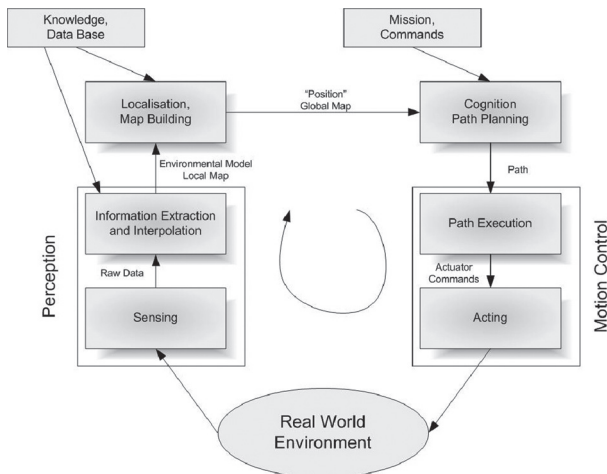 Knowledge,
Data Base
Mission,
Commands
Localisation,
Map Building
"Position"
Global Map
Cognition
Path Planning
Environmental Model
Local Map
Path
Perception
Information Extraction
and Interpolation
Path Execution
Motion Control
Raw Data
Actuator
Commands
Sensing
Acting
Real World
Environment